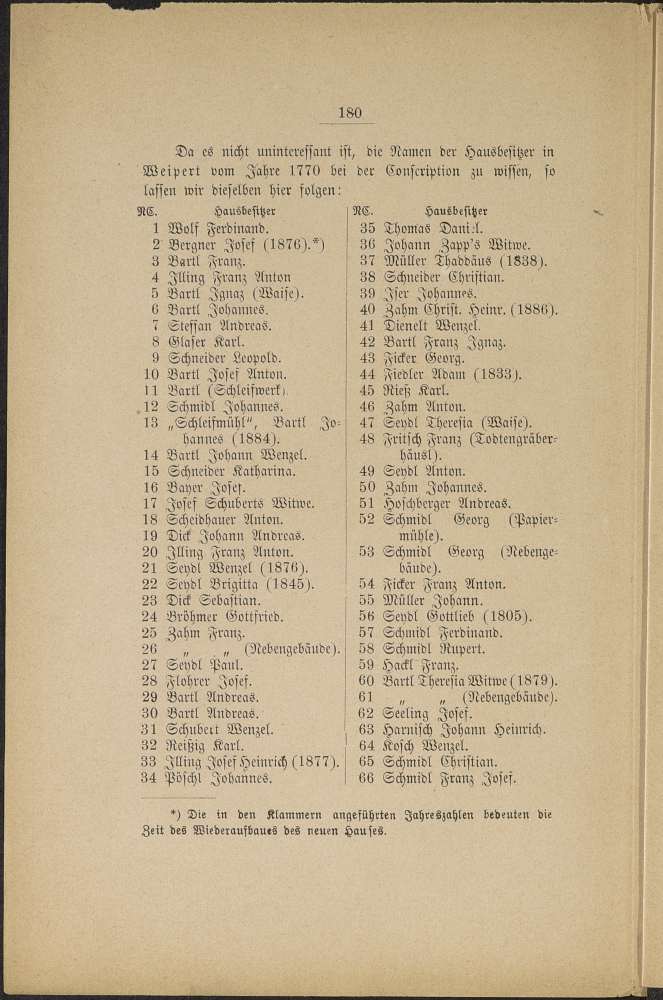 180
Da es nicht uninteressant ist, die Namen der Hausbesitzer in
Weipert vom Jahre 1770 bei der Conscription zu wissen, so
lassen wir dieselben hier folgen:
NC. Hausbesitzer
1 Wolf Ferdinand.
2 Bergner Josef (1876).*)
3 Bartl Franz.
4 Illing Franz Anton
5 Bartl Ignaz (Waise).
6 Bartl Johannes.
7 Steffan Andreas.
8 Glaser Karl.
9 Schneider Leopold.
10 Bartl Josef Anton.
11 Bartl (Schleifwerk)
12 Schmidl Johannes.
13 „Schleifmühl", Bartl Jo-
hannes (1884).
14 Bartl Johann Wenzel.
15 Schneider Katharina.
16 Bayer Josef.
17 Josef Schuberts Witwe.
18 Scheidhauer Anton.
19 Dick Johann Andreas.
20 Illing Franz Anton.
21 Seydl Wenzel (1876).
22 Seydl Brigitta (1845).
23 Dick Sebastian.
24 Bröhmer Gottfried.
25 Zahm Franz.
26 „ „ (Nebengebäude).
27 Seydl Paul.
28 Flohrer Josef.
29 Bartl Andreas.
30 Bartl Andreas.
31 Schubert Wenzel.
32 Reißig Karl.
33 Illing Josef Heinrich (1877).
34 Pöschl Johannes.
NC. Hausbesitzer
35 Thomas Daniel.
36 Johann Zapp's Witwe.
37 Müller Thaddäus (1838).
38 Schneider Christian.
39 Iser Johannes.
40 Zahm Christ. Heinr. (1886).
41 Dienelt Wenzel.
42 Bartl Franz Ignaz.
43 Ficker Georg.
44 Fiedler Adam (1833).
45 Rieß Karl.
46 Zahm Anton.
47 Seydl Theresia (Waise).
48 Fritsch Franz (Todtengräber-
häusl).
49 Seydl Anton.
50 Zahm Johannes.
51 Hoschberger Andreas.
52 Schmidl Georg (Papier-
mühle).
53 Schmidl Georg (Nebenge-
bäude).
54 Ficker Franz Anton.
55 Müller Johann.
56 Seydl Gottlieb (1805).
57 Schmidl Ferdinand.
58 Schmidl Rupert.
59 Hackl Franz.
60 Bartl Theresia Witwe (1879).
61 „ „ (Nebengebäude).
62 Seeling Josef.
63 Harnisch Johann Heinrich.
64 Kosch Wenzel.
65 Schmidl Christian.
66 Schmidl Franz Josef.
*) Die in den Klammern angeführten Jahreszahlen bedeuten die
Zeit des Wiederaufbaues des neuen Hauses.